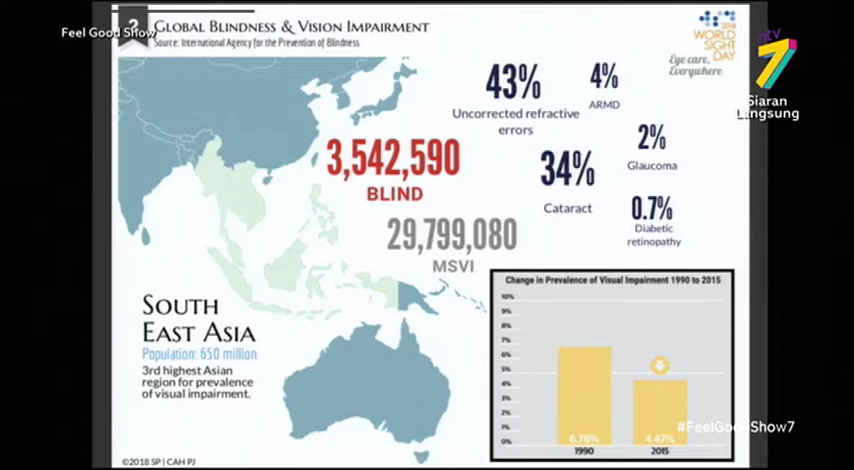 Feel Good Show
2
GLOBAL BLINDNESS & VISION IMPAIRMENT
Source: International Agency for the Prevention of Blindness
2018
WORLD
SIGHT
DAY
Eye care,
Everywhere
ntv
7
Siaran
Langsung
43%
Uncorrected refractive
errors
4%
ARMD
2%
Glaucoma
34%
Cataract
0.7%
Diabetic
retinopathy
3,542,590
BLIND
29,799,080
MSVI
SOUTH
EAST ASIA
Population: 650 million
3rd highest Asian
region for prevalence
of visual impairment.
Change in Prevalence of Visual Impairment 1990 to 2015
10%
9%
8%
7%
6%
5%
4%
3%
2%
1%
0%
6.78%
4.47%
1990
2015
#FeelGoodShow7
©2018 SP | CAH PJ